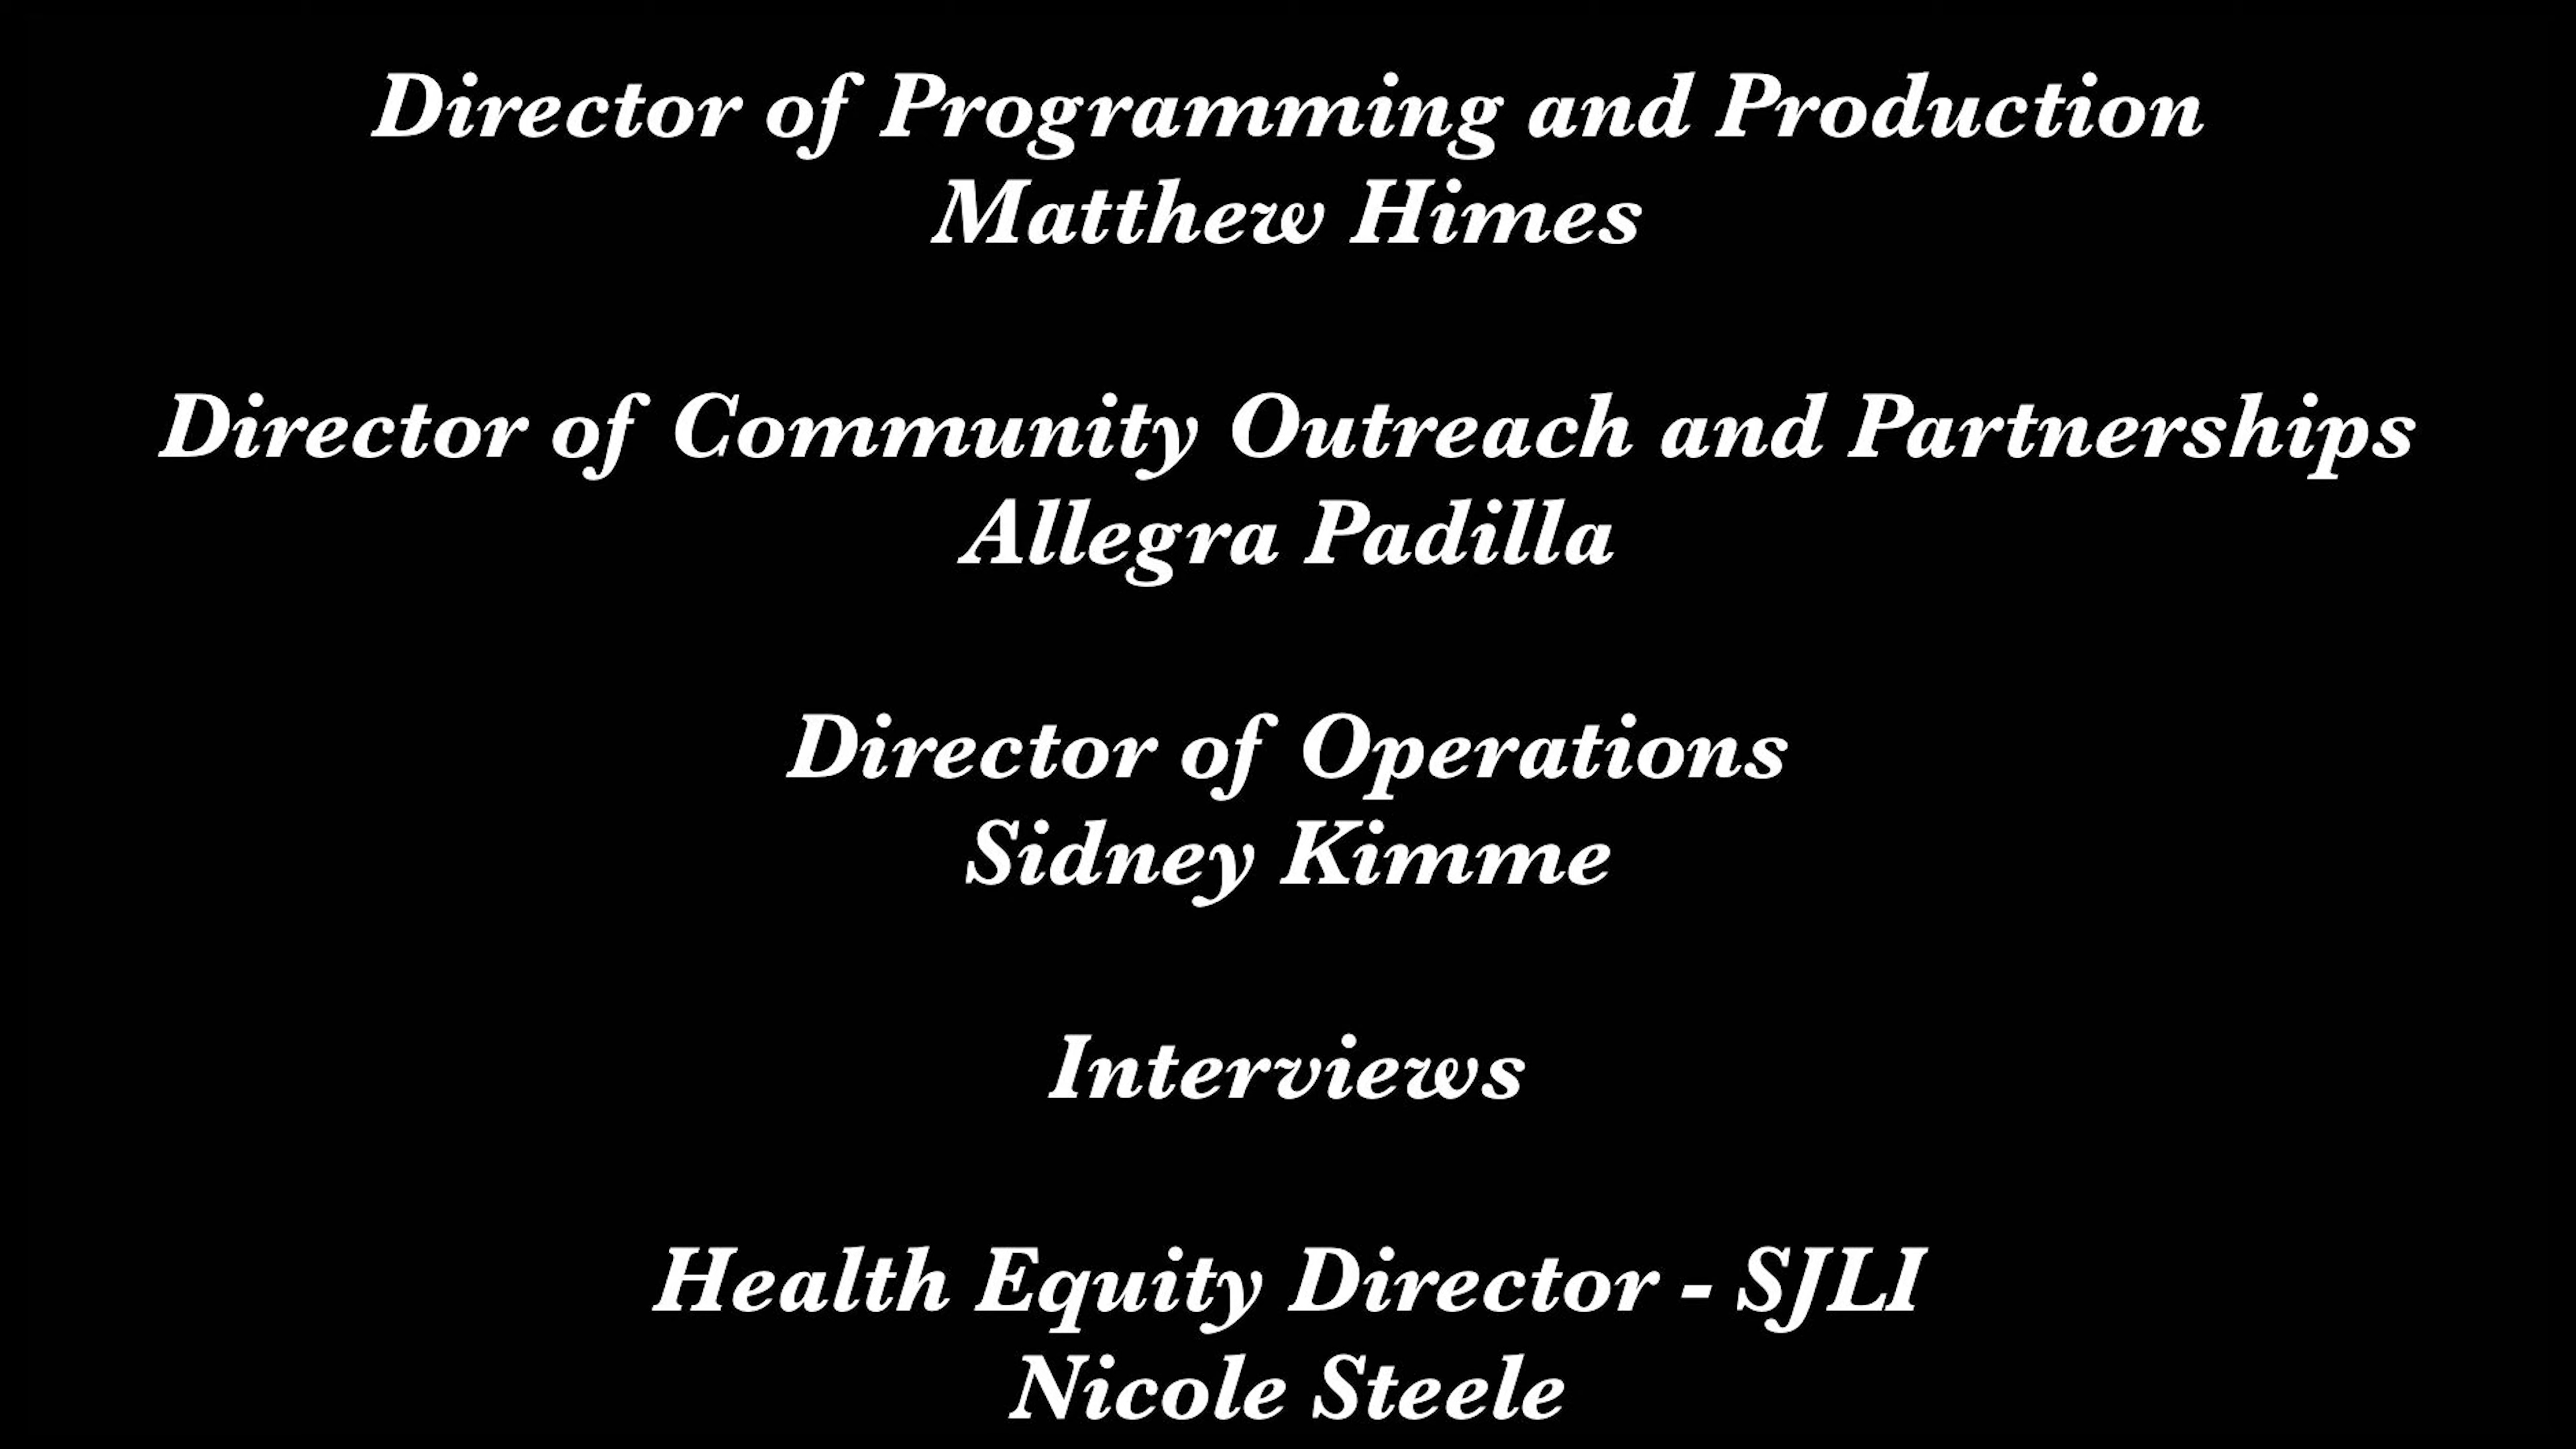 Director of Programming and Production
Matthew Himes
Director of Community Outreach and Partnerships
Allegra Padilla
Director of Operations
Sidney Kimme
Interviews
Health Equity Director - SJLI
Nicole Steele